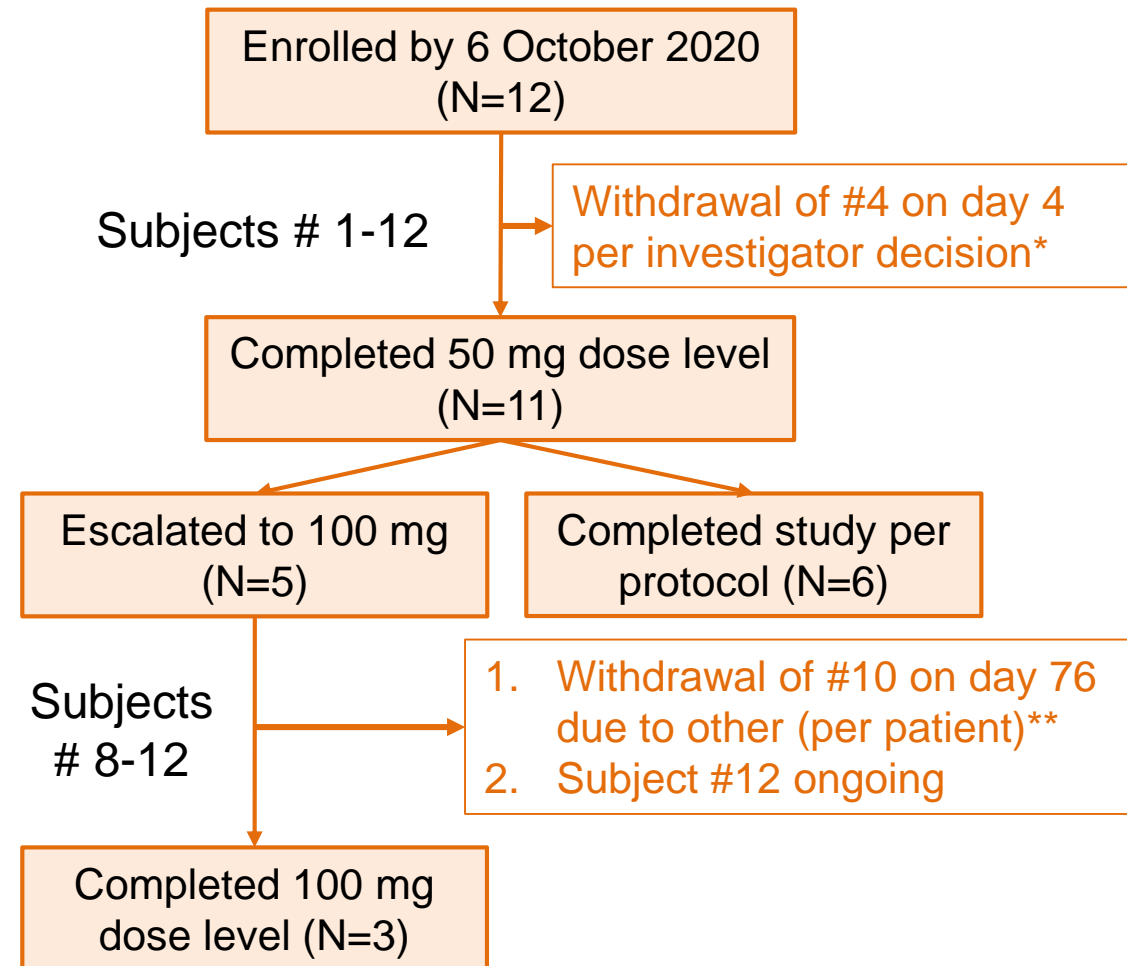 Enrolled by 6 October 2020
(N=12)
Subjects # 1-12
Withdrawal of #4 on day 4
per investigator decision*
Completed 50 mg dose level
(N=11)
Escalated to 100 mg
(N=5)
Completed study per
protocol (N=6)
Subjects
# 8-12
1. Withdrawal of #10 on day 76
due to other (per patient)**
2. Subject #12 ongoing
Completed 100 mg
dose level (N=3)